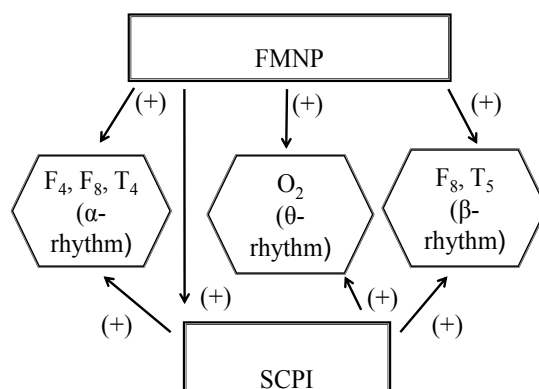 FMNP
(+)
(+)
(+)
F₄, F₈, T₄
(α-
rhythm)
O₂
(θ-
rhythm)
F₈, T₅
(β-
rhythm)
(+)
(+)
(+)
(+)
SCPI